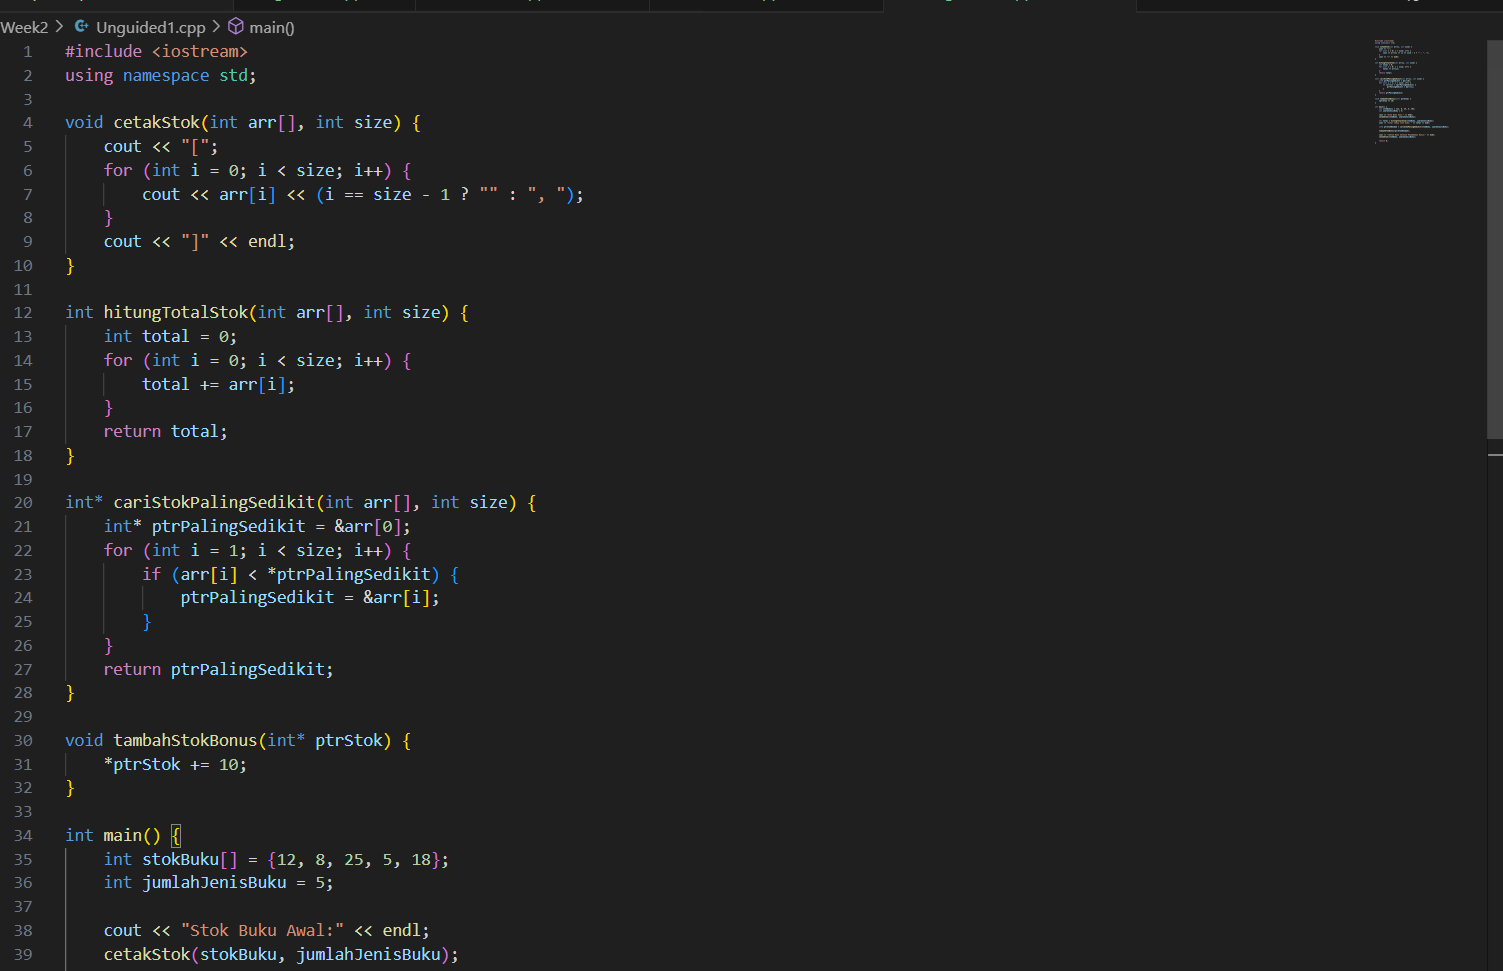 Week2 > Unguided1.cpp > main()
1 #include <iostream>
2 using namespace std;
3
4 void cetakStok(int arr[], int size) {
5     cout << "[";
6     for (int i = 0; i < size; i++) {
7         cout << arr[i] << (i == size - 1 ? "" : ", ");
8     }
9     cout << "]" << endl;
10 }
11
12 int hitungTotalStok(int arr[], int size) {
13     int total = 0;
14     for (int i = 0; i < size; i++) {
15         total += arr[i];
16     }
17     return total;
18 }
19
20 int* cariStokPalingSedikit(int arr[], int size) {
21     int* ptrPalingSedikit = &arr[0];
22     for (int i = 1; i < size; i++) {
23         if (arr[i] < *ptrPalingSedikit) {
24             ptrPalingSedikit = &arr[i];
25         }
26     }
27     return ptrPalingSedikit;
28 }
29
30 void tambahStokBonus(int* ptrStok) {
31     *ptrStok += 10;
32 }
33
34 int main() {
35     int stokBuku[] = {12, 8, 25, 5, 18};
36     int jumlahJenisBuku = 5;
37
38     cout << "Stok Buku Awal:" << endl;
39     cetakStok(stokBuku, jumlahJenisBuku);